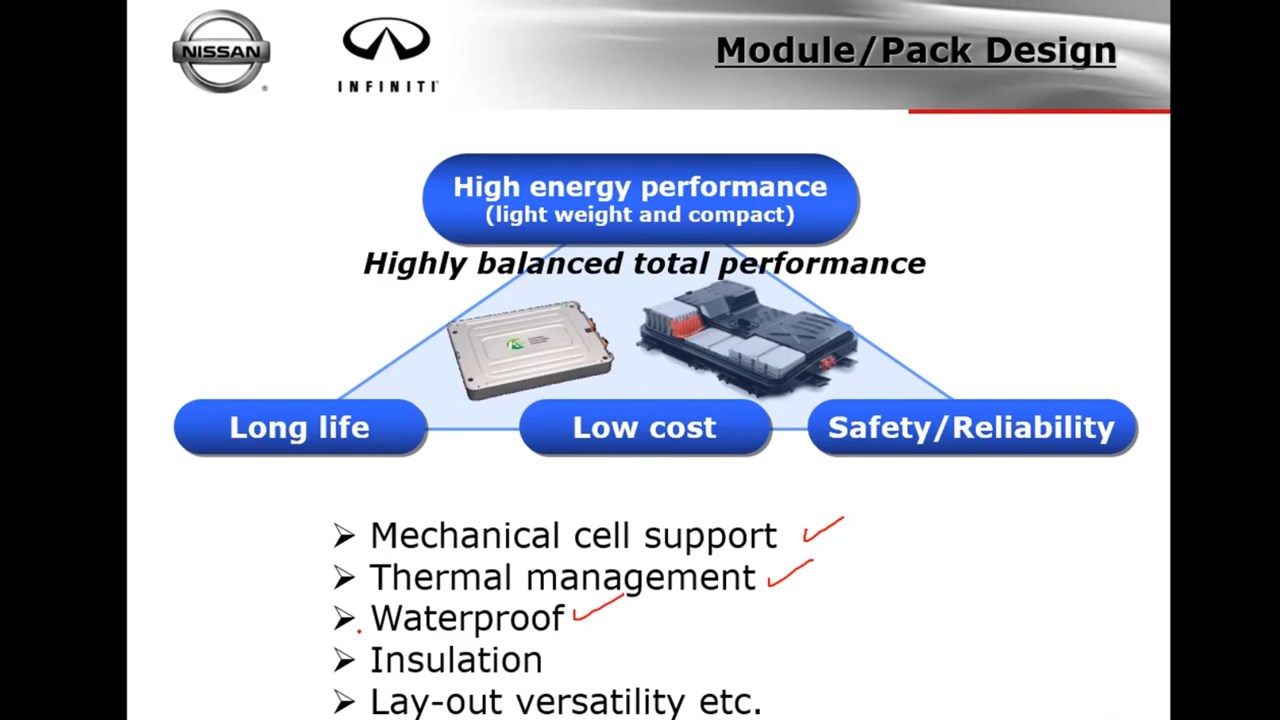 NISSAN
INFINITI
Module/Pack Design
High energy performance
(light weight and compact)
Highly balanced total performance
Long life
Low cost
Safety/Reliability
Mechanical cell support
Thermal management
Waterproof
Insulation
Lay-out versatility etc.